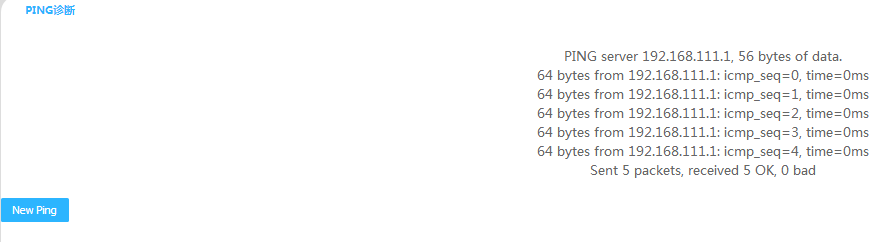 PING诊断
PING server 192.168.111.1, 56 bytes of data.
64 bytes from 192.168.111.1: icmp_seq=0, time=0ms
64 bytes from 192.168.111.1: icmp_seq=1, time=0ms
64 bytes from 192.168.111.1: icmp_seq=2, time=0ms
64 bytes from 192.168.111.1: icmp_seq=3, time=0ms
64 bytes from 192.168.111.1: icmp_seq=4, time=0ms
Sent 5 packets, received 5 OK, 0 bad
New Ping